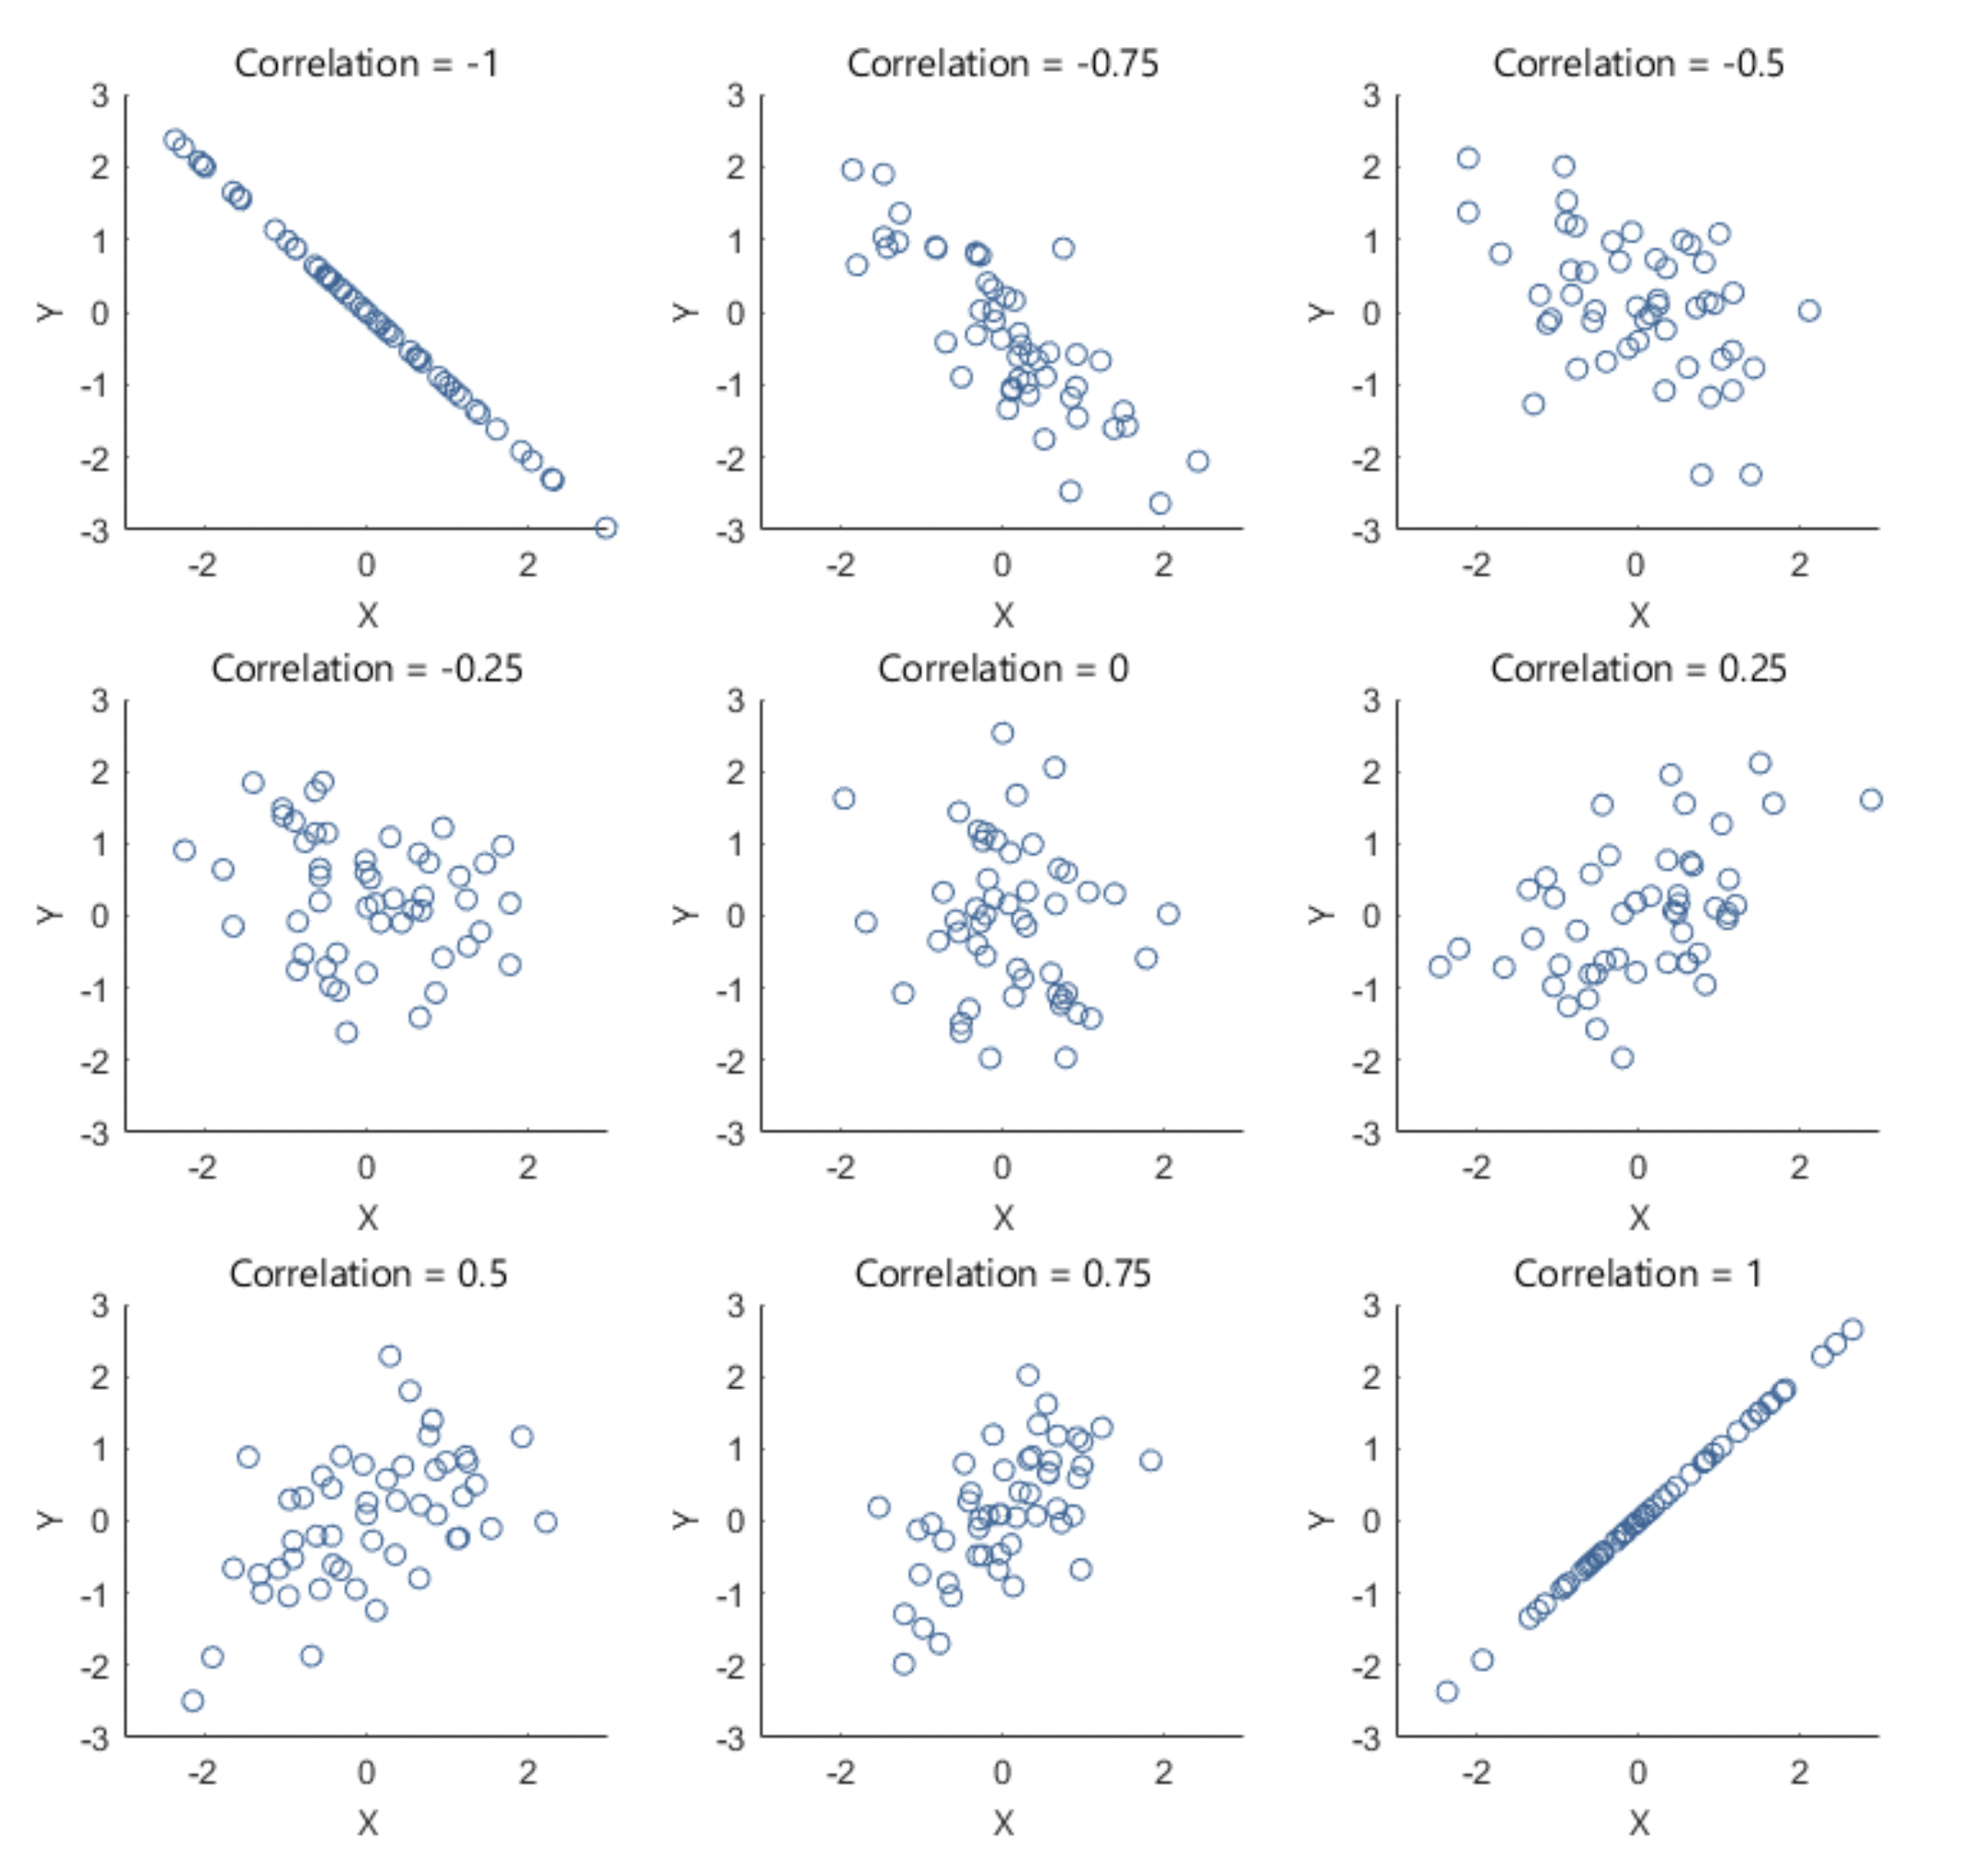 Correlation = -1
3
2
1
0
-1
-2
-3
Y
-2 0 2
X
Correlation = -0.75
3
2
1
0
-1
-2
-3
Y
-2 0 2
X
Correlation = -0.5
3
2
1
0
-1
-2
-3
Y
-2 0 2
X
Correlation = -0.25
3
2
1
0
-1
-2
-3
Y
-2 0 2
X
Correlation = 0
3
2
1
0
-1
-2
-3
Y
-2 0 2
X
Correlation = 0.25
3
2
1
0
-1
-2
-3
Y
-2 0 2
X
Correlation = 0.5
3
2
1
0
-1
-2
-3
Y
-2 0 2
X
Correlation = 0.75
3
2
1
0
-1
-2
-3
Y
-2 0 2
X
Correlation = 1
3
2
1
0
-1
-2
-3
Y
-2 0 2
X